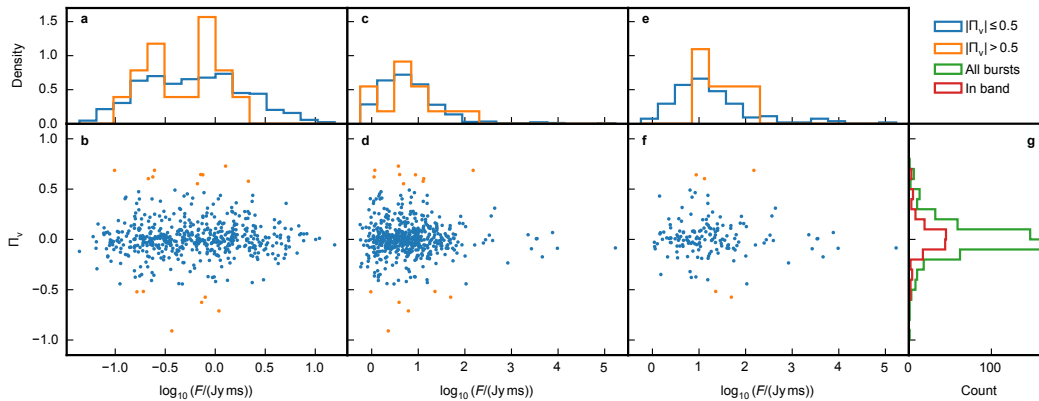 a
c
e
Density
1.5
1.0
0.5
0.0
|Π_v| ≤ 0.5
|Π_v| > 0.5
All bursts
In band
b
d
f
g
Π_v
1.0
0.5
0.0
−0.5
−1.0
−1.0 −0.5 0.0 0.5 1.0
0 1 2 3 4 5
0 1 2 3 4 5
0 100
log₁₀ (F/(Jy ms))
log₁₀ (F/(Jy ms))
log₁₀ (F/(Jy ms))
Count